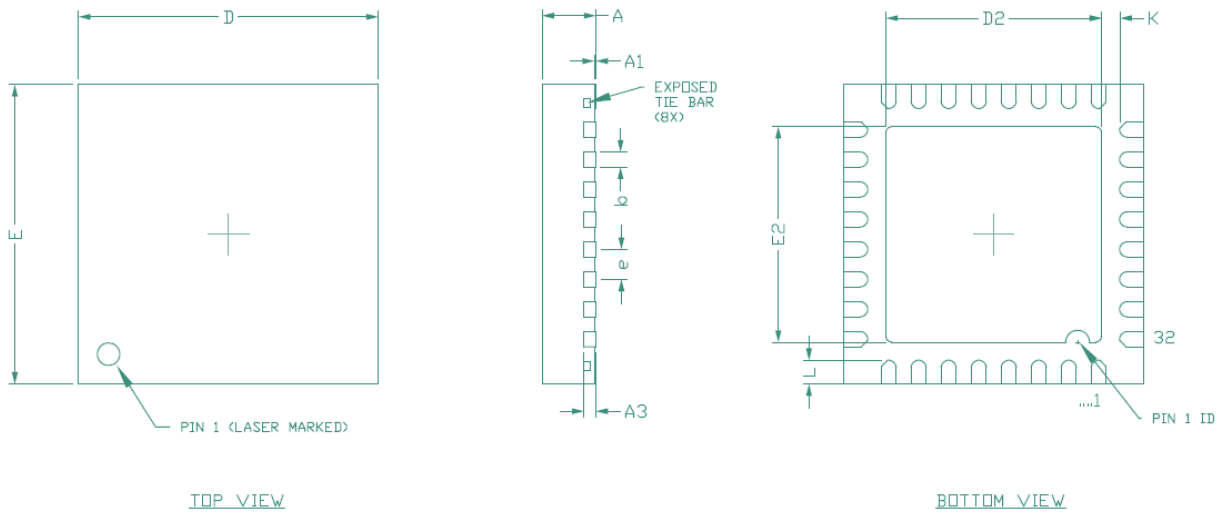 D
A
D2
K
A1
EXPOSED
TIE BAR
(8X)
E
b
e
E2
32
L
....1
A3
PIN 1 (LASER MARKED)
PIN 1 ID
TOP VIEW
BOTTOM VIEW